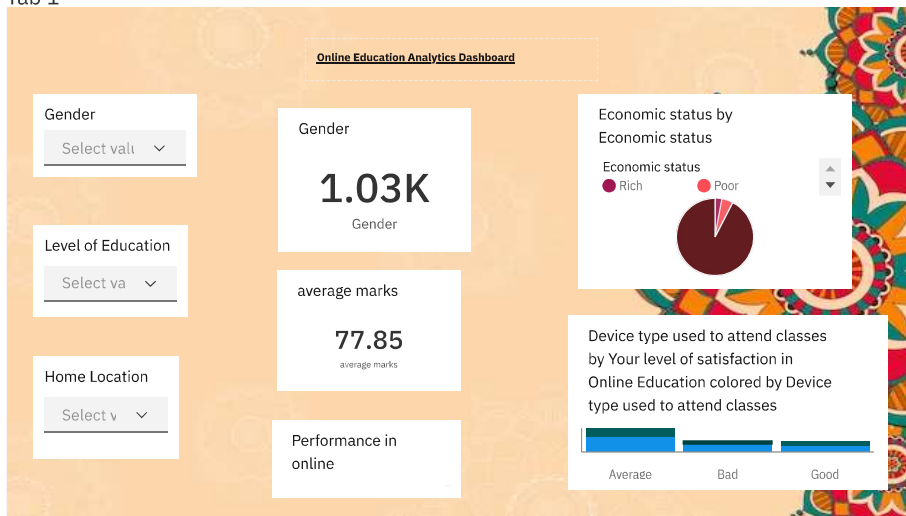 Tab 1
Online Education Analytics Dashboard
Gender
Select valu
Level of Education
Select va
Home Location
Select v
Gender
1.03K
Gender
average marks
77.85
average marks
Performance in
online
Economic status by
Economic status
Economic status
Rich
Poor
Device type used to attend classes
by Your level of satisfaction in
Online Education colored by Device
type used to attend classes
Average
Bad
Good